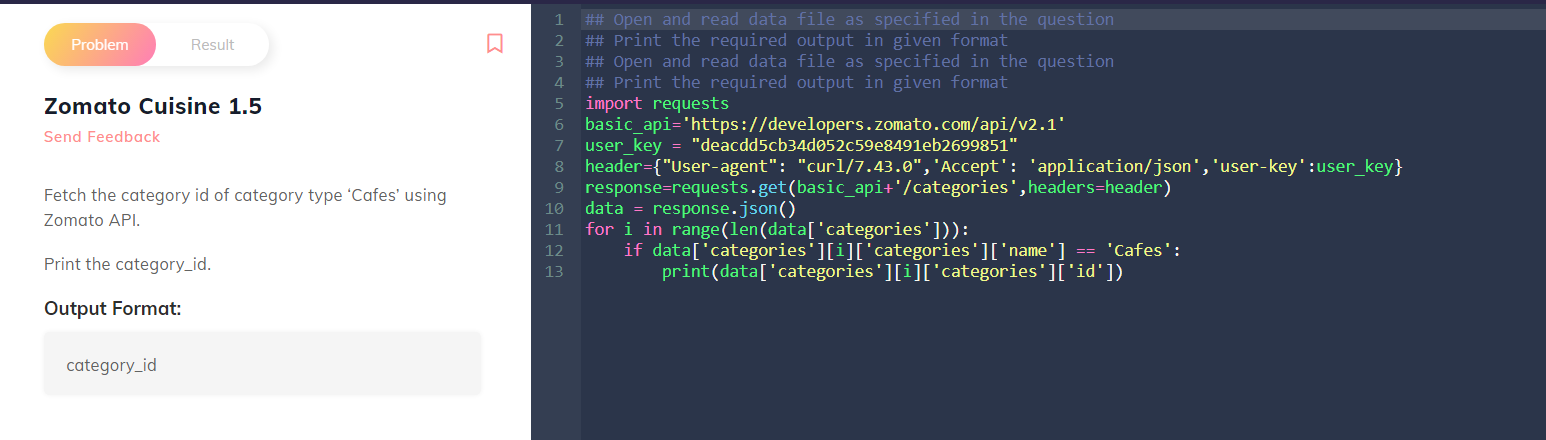 Problem
Result
Zomato Cuisine 1.5
Send Feedback
Fetch the category id of category type ‘Cafes’ using
Zomato API.
Print the category_id.
Output Format:
category_id
1 ## Open and read data file as specified in the question
2 ## Print the required output in given format
3 ## Open and read data file as specified in the question
4 ## Print the required output in given format
5 import requests
6 basic_api='https://developers.zomato.com/api/v2.1'
7 user_key = "deacdd5cb34d052c59e8491eb2699851"
8 header={"User-agent": "curl/7.43.0",'Accept': 'application/json','user-key':user_key}
9 response=requests.get(basic_api+'/categories',headers=header)
10 data = response.json()
11 for i in range(len(data['categories'])):
12     if data['categories'][i]['categories']['name'] == 'Cafes':
13         print(data['categories'][i]['categories']['id'])